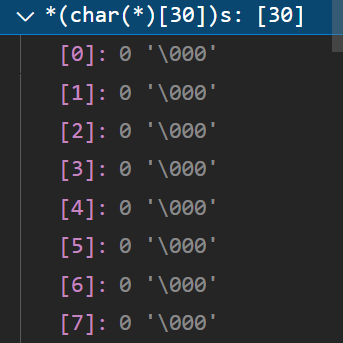 *(char(*)[30])s: [30]
[0]: 0 '\000'
[1]: 0 '\000'
[2]: 0 '\000'
[3]: 0 '\000'
[4]: 0 '\000'
[5]: 0 '\000'
[6]: 0 '\000'
[7]: 0 '\000'